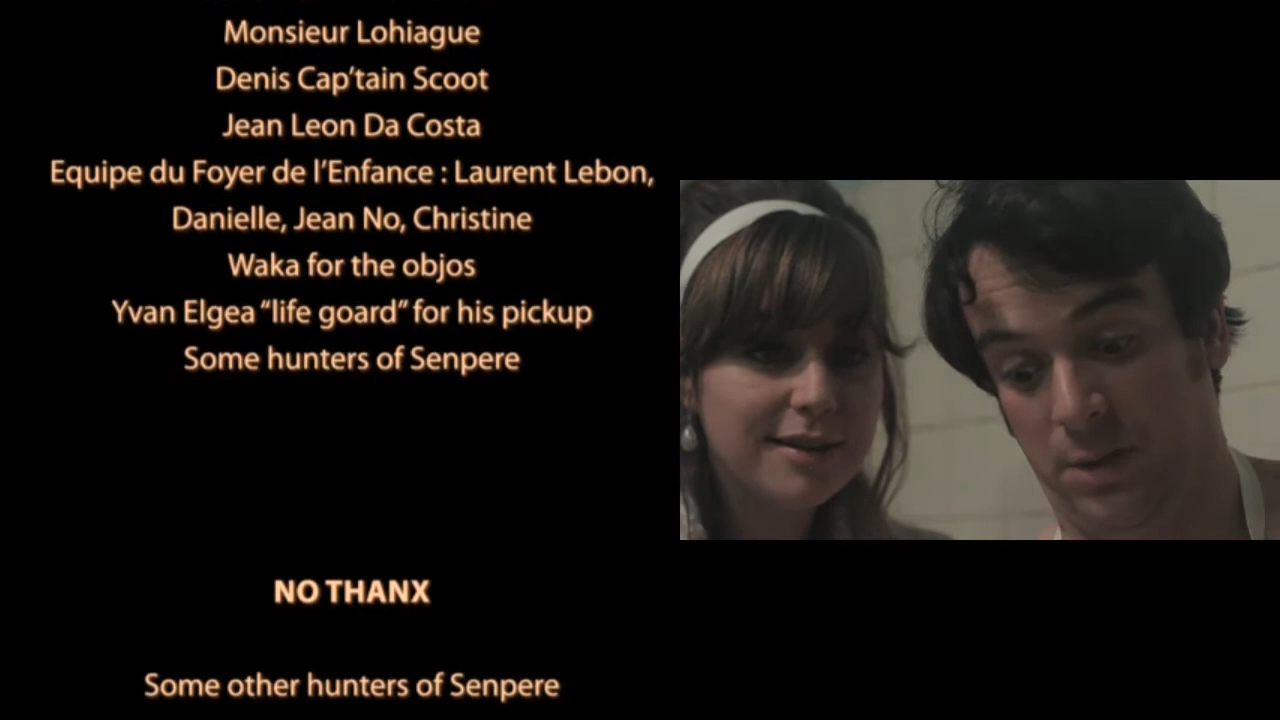 Monsieur Lohiague
Denis Cap’tain Scoot
Jean Leon Da Costa
Equipe du Foyer de l’Enfance : Laurent Lebon,
Danielle, Jean No, Christine
Waka for the objos
Yvan Elgea “life goard” for his pickup
Some hunters of Senpere
NO THANX
Some other hunters of Senpere